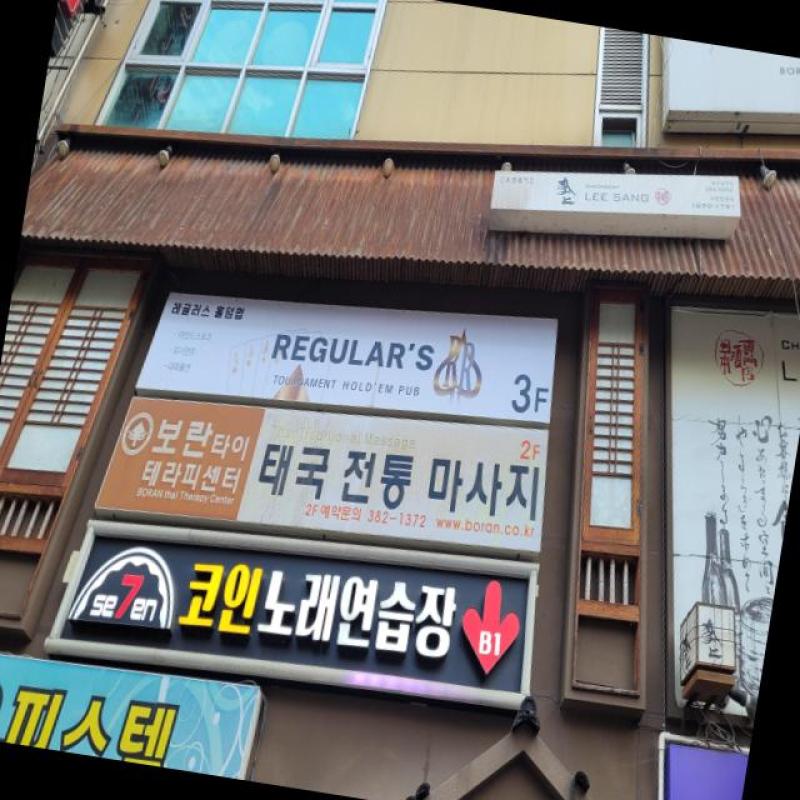 LEE SANG
레귤러스 홀덤펍
REGULAR'S
TOURNAMENT HOLD'EM PUB
3F
보란타이
테라피센터
BORAN thai Therapy Center
Thai Traditional Massage
2F
태국 전통 마사지
2F 예약문의 382-1372 www.boran.co.kr
se7en
코인노래연습장
B1
피스텔